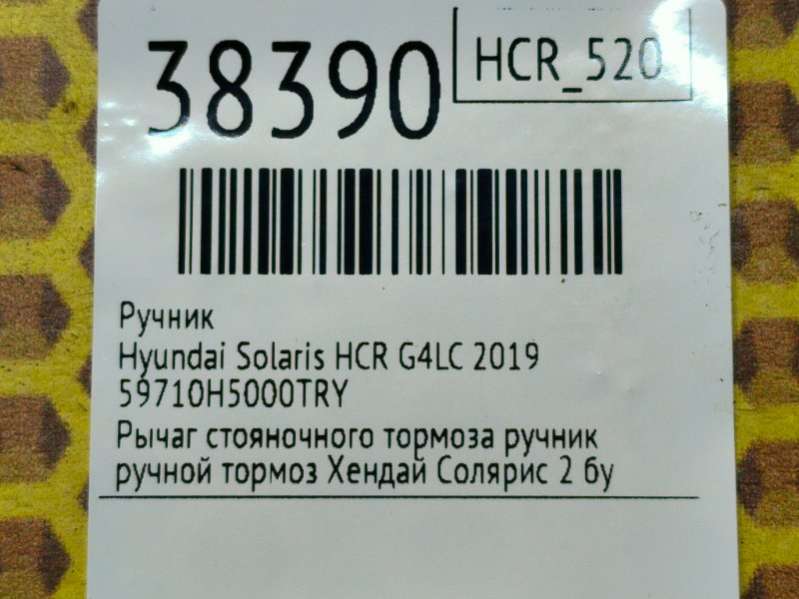 38390
HCR_520
Ручник
Hyundai Solaris HCR G4LC 2019
59710H5000TRY
Рычаг стояночного тормоза ручник
ручной тормоз Хендай Солярис 2 бу